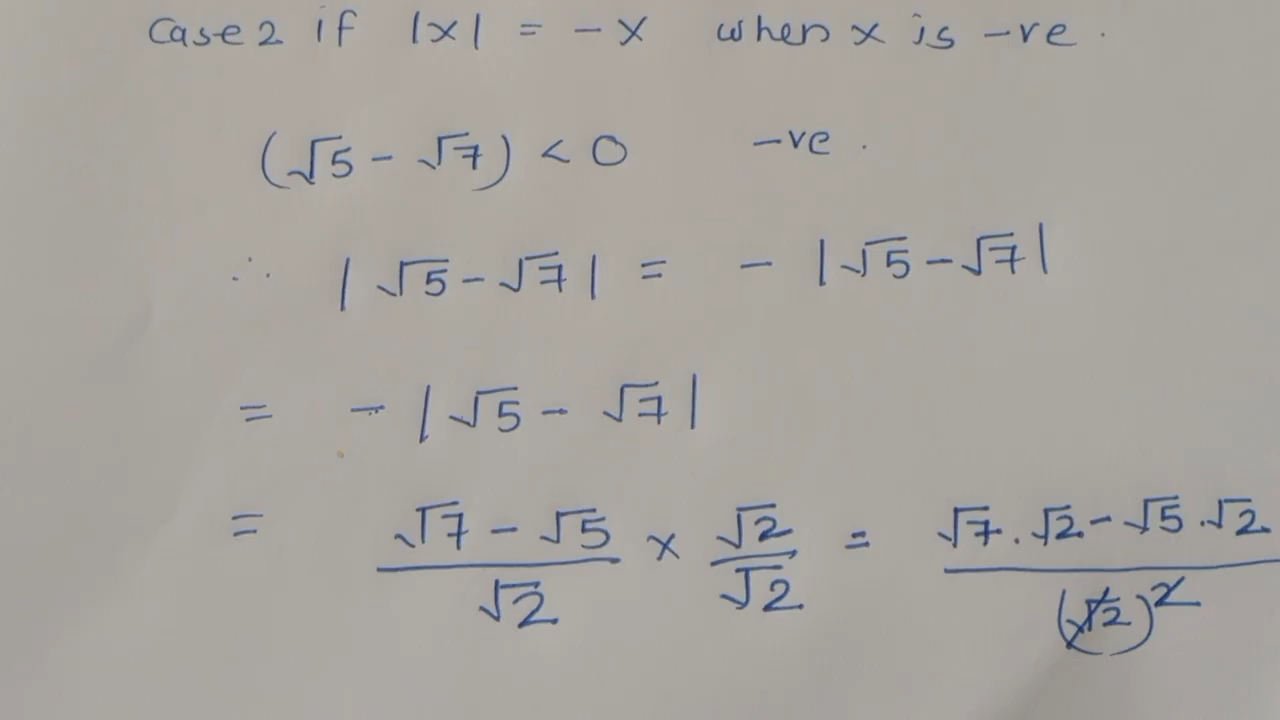 Case 2 if |x| = -x when x is -ve.
(√5 - √7) < 0 -ve.
∴ |√5 - √7| = - |√5 - √7|
= - |√5 - √7|
= (√7 - √5)/√2 × √2/√2 = (√7.√2 - √5.√2)/(√2)²